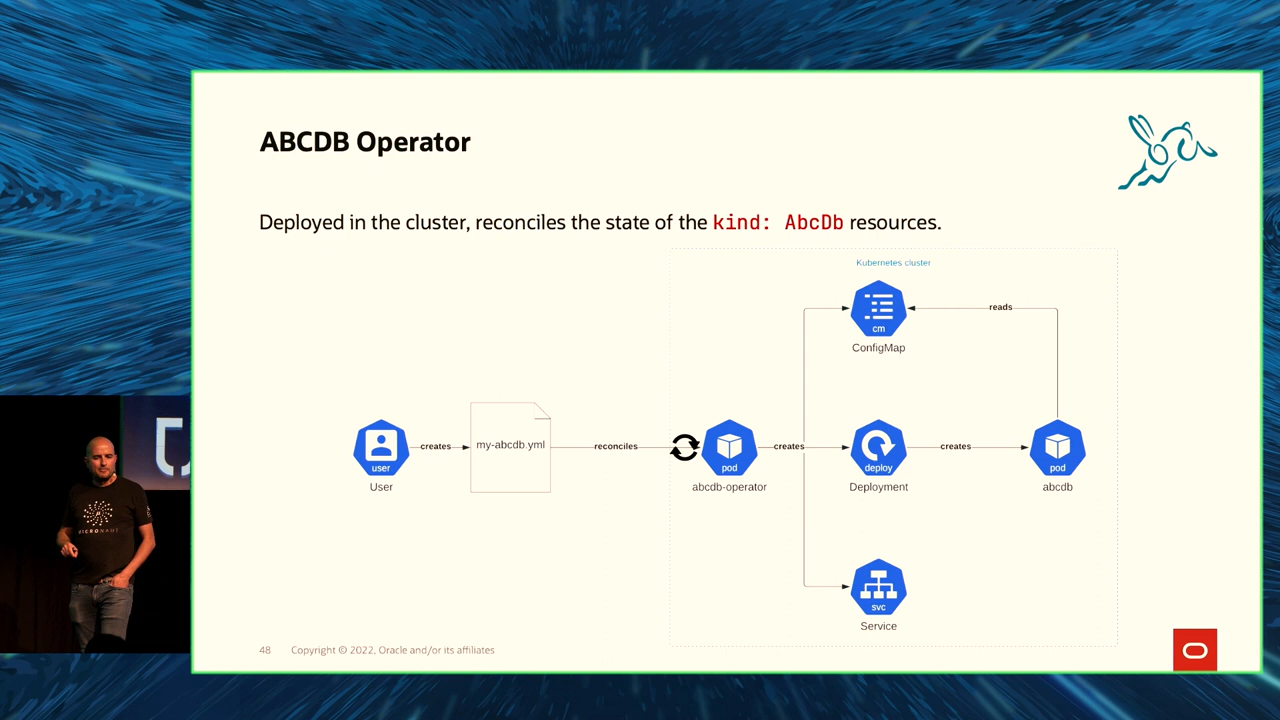 ABCDB Operator
Deployed in the cluster, reconciles the state of the kind: AbcDb resources.
Kubernetes cluster
cm
ConfigMap
reads
user
User
creates
my-abcdb.yml
reconciles
pod
abcdb-operator
creates
deploy
Deployment
creates
pod
abcdb
svc
Service
48 Copyright © 2022, Oracle and/or its affiliates
MICRONAUT